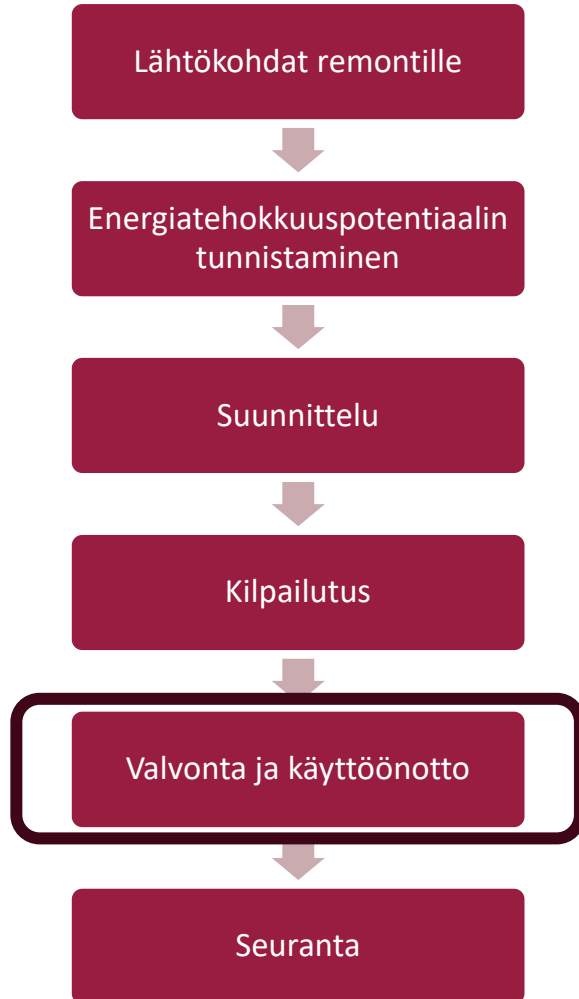 Lähtökohdat remontille
Energiatehokkuuspotentiaalin
tunnistaminen
Suunnittelu
Kilpailutus
Valvonta ja käyttöönotto
Seuranta